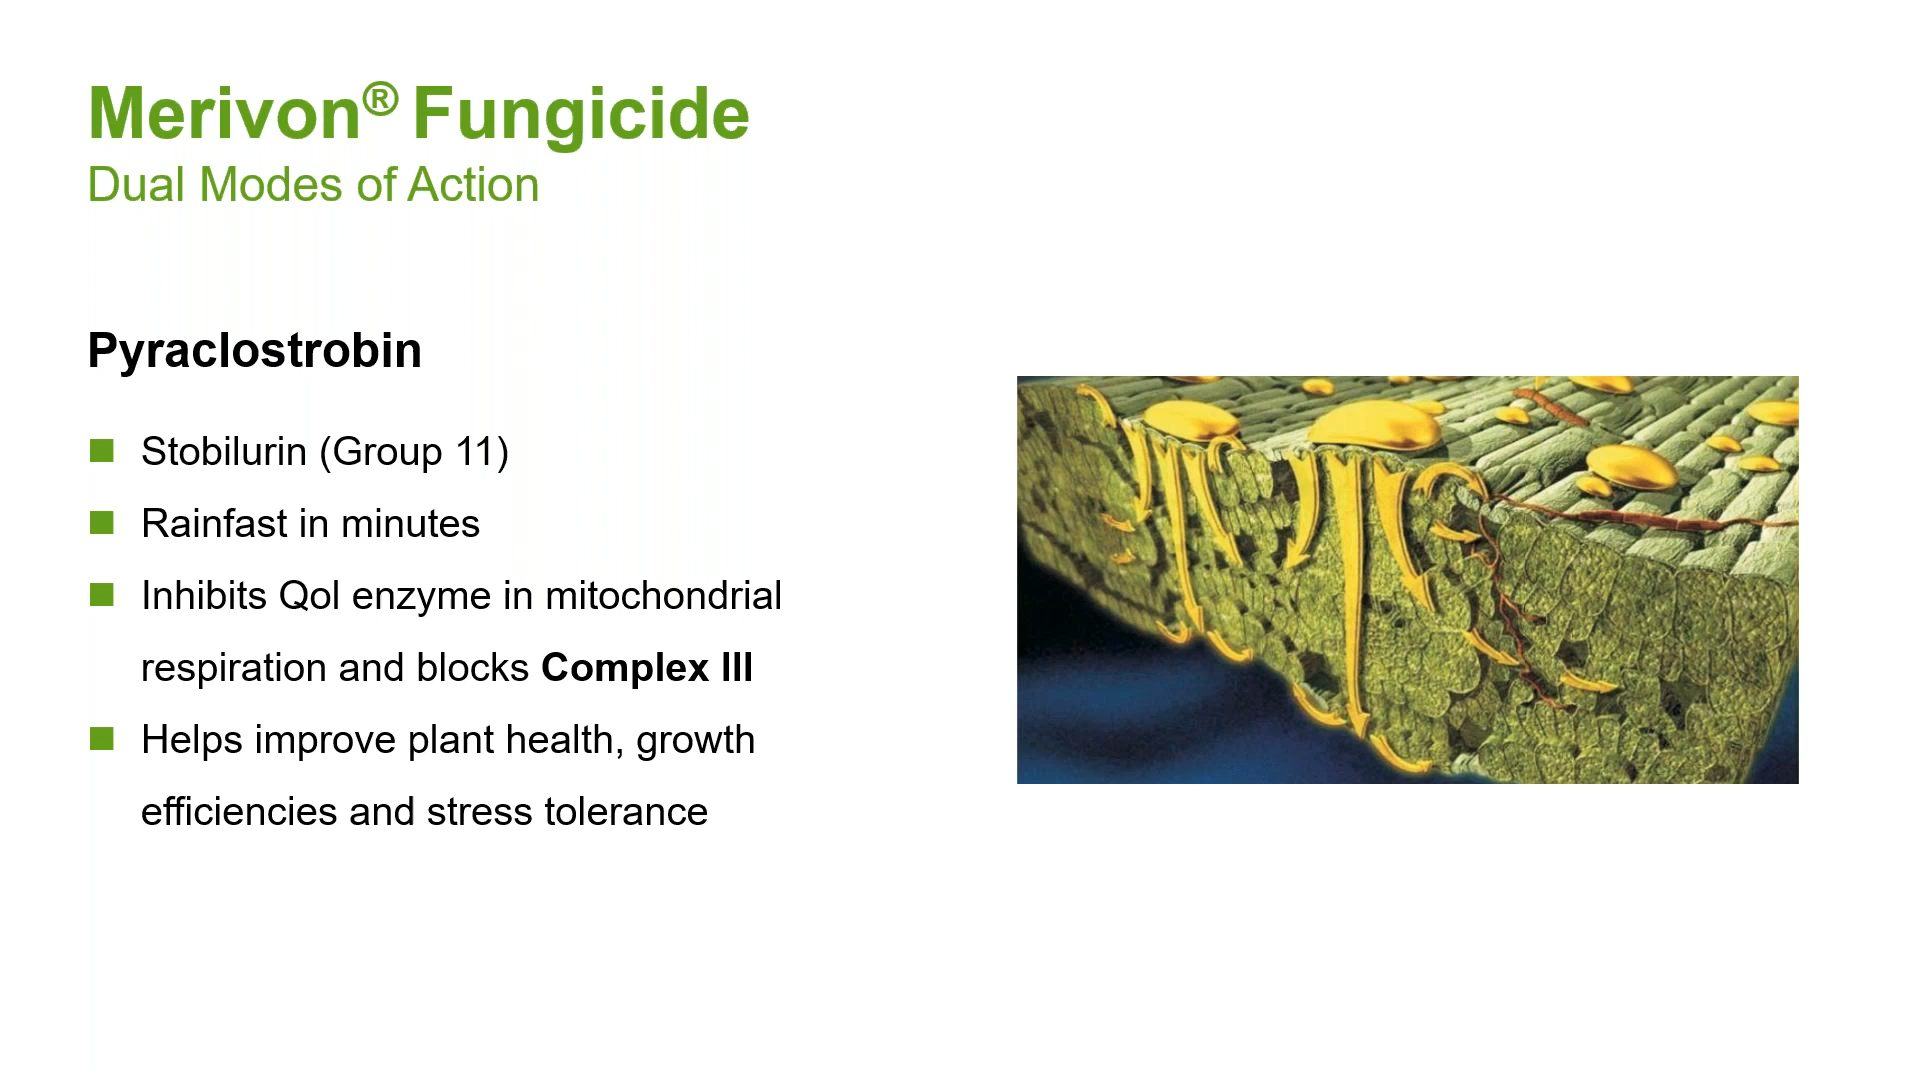 Merivon® Fungicide
Dual Modes of Action
Pyraclostrobin
Stobilurin (Group 11)
Rainfast in minutes
Inhibits QoI enzyme in mitochondrial
respiration and blocks Complex III
Helps improve plant health, growth
efficiencies and stress tolerance